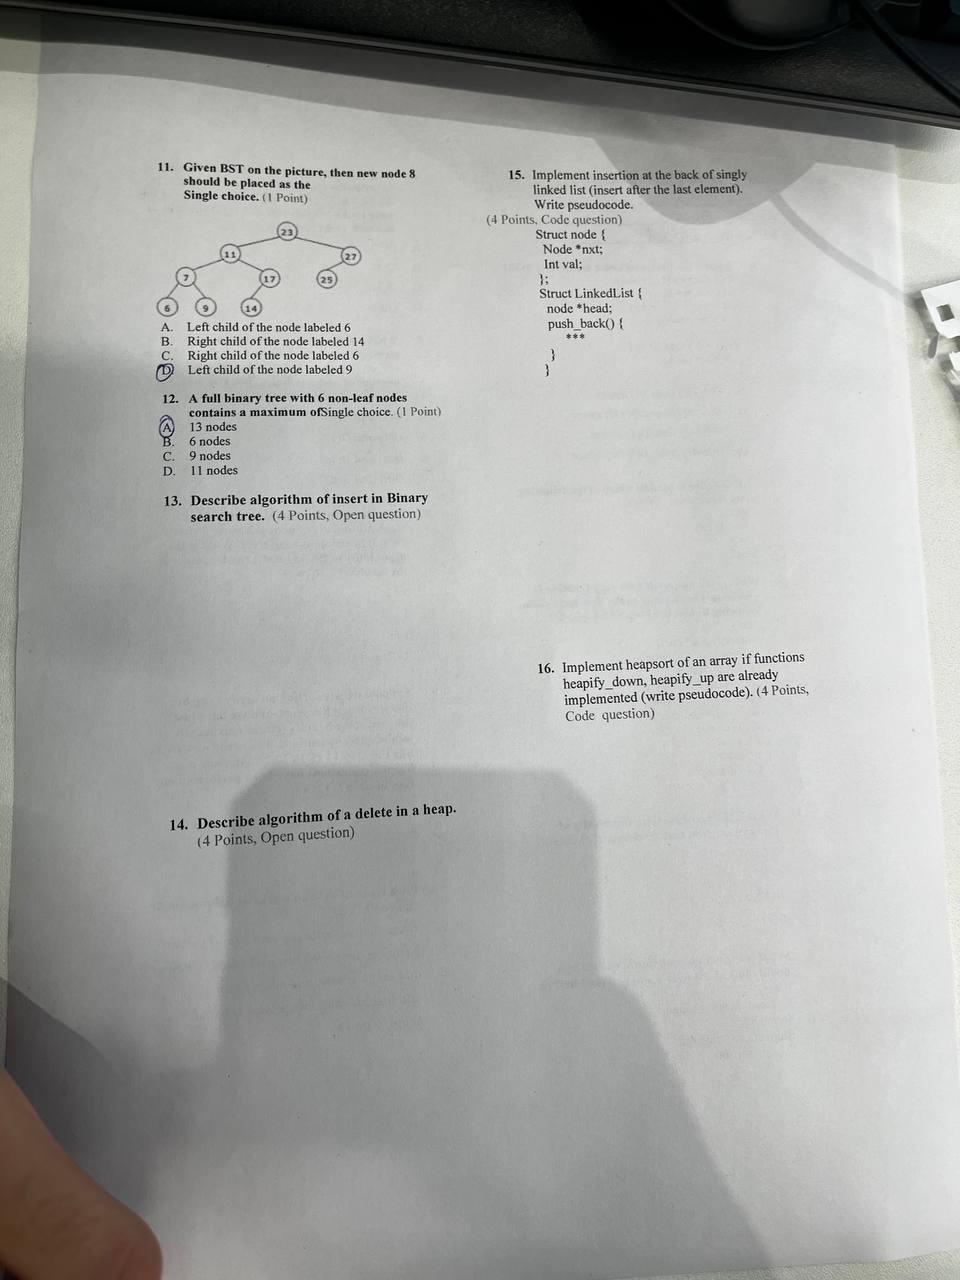 11. Given BST on the picture, then new node 8
should be placed as the
Single choice. (1 Point)
23
11
27
7
17
25
6
9
14
A. Left child of the node labeled 6
B. Right child of the node labeled 14
C. Right child of the node labeled 6
D Left child of the node labeled 9
12. A full binary tree with 6 non-leaf nodes
contains a maximum ofSingle choice. (1 Point)
A 13 nodes
B. 6 nodes
C. 9 nodes
D. 11 nodes
13. Describe algorithm of insert in Binary
search tree. (4 Points, Open question)
14. Describe algorithm of a delete in a heap.
(4 Points, Open question)
15. Implement insertion at the back of singly
linked list (insert after the last element).
Write pseudocode.
(4 Points, Code question)
Struct node {
Node *nxt;
Int val;
};
Struct LinkedList {
node *head;
push_back() {
***
}
}
16. Implement heapsort of an array if functions
heapify_down, heapify_up are already
implemented (write pseudocode). (4 Points,
Code question)